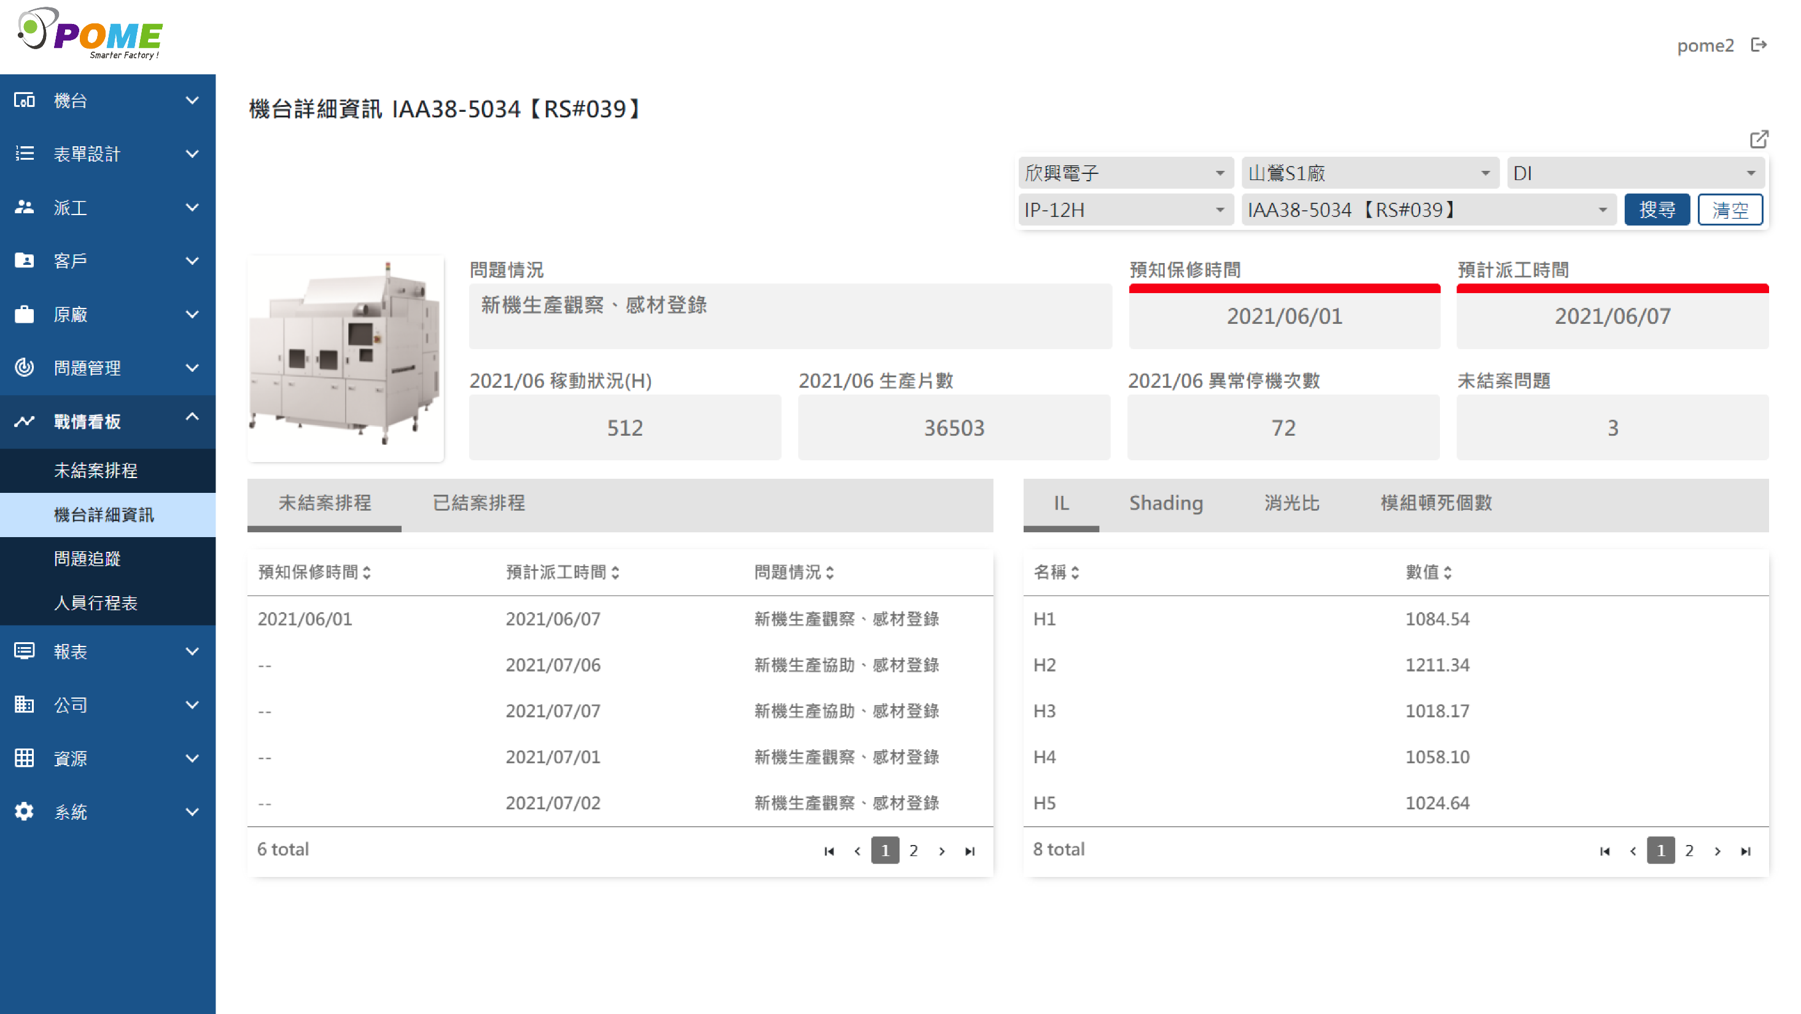 POME
Smarter Factory!
pome2
機台
表單設計
派工
客戶
原廠
問題管理
戰情看板
未結案排程
機台詳細資訊
問題追蹤
人員行程表
報表
公司
資源
系統
機台詳細資訊 IAA38-5034【RS#039】
欣興電子 山鶯S1廠 DI
IP-12H IAA38-5034 【RS#039】 搜尋 清空
問題情況 預知保修時間 預計派工時間
新機生產觀察、感材登錄 2021/06/01 2021/06/07
2021/06 稼動狀況(H) 2021/06 生產片數 2021/06 異常停機次數 未結案問題
512 36503 72 3
未結案排程 已結案排程
預知保修時間 預計派工時間 問題情況
2021/06/01 2021/06/07 新機生產觀察、感材登錄
-- 2021/07/06 新機生產協助、感材登錄
-- 2021/07/07 新機生產協助、感材登錄
-- 2021/07/01 新機生產觀察、感材登錄
-- 2021/07/02 新機生產觀察、感材登錄
6 total 1 2
IL Shading 消光比 模組頓死個數
名稱 數值
H1 1084.54
H2 1211.34
H3 1018.17
H4 1058.10
H5 1024.64
8 total 1 2